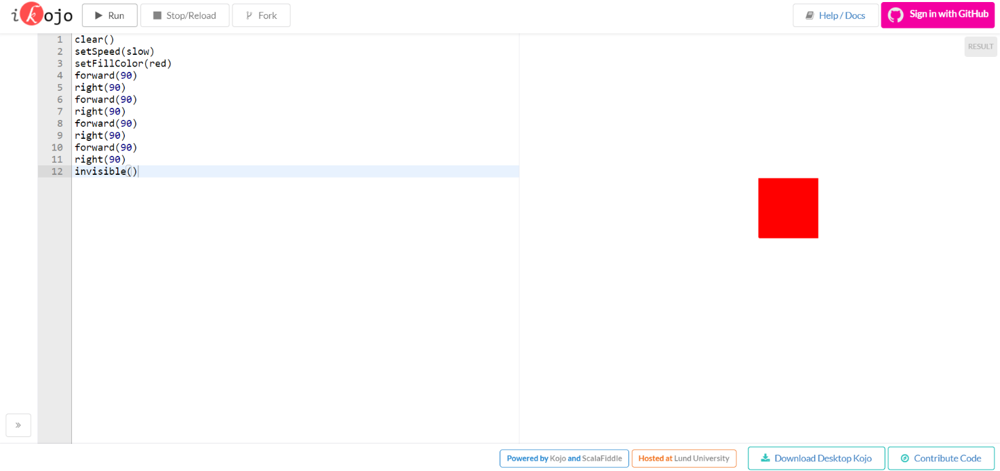 ikojo
Run
Stop/Reload
Fork
Help / Docs
Sign in with GitHub
1 clear()
2 setSpeed(slow)
3 setFillColor(red)
4 forward(90)
5 right(90)
6 forward(90)
7 right(90)
8 forward(90)
9 right(90)
10 forward(90)
11 right(90)
12 invisible()
RESULT
»
Powered by Kojo and ScalaFiddle
Hosted at Lund University
Download Desktop Kojo
Contribute Code